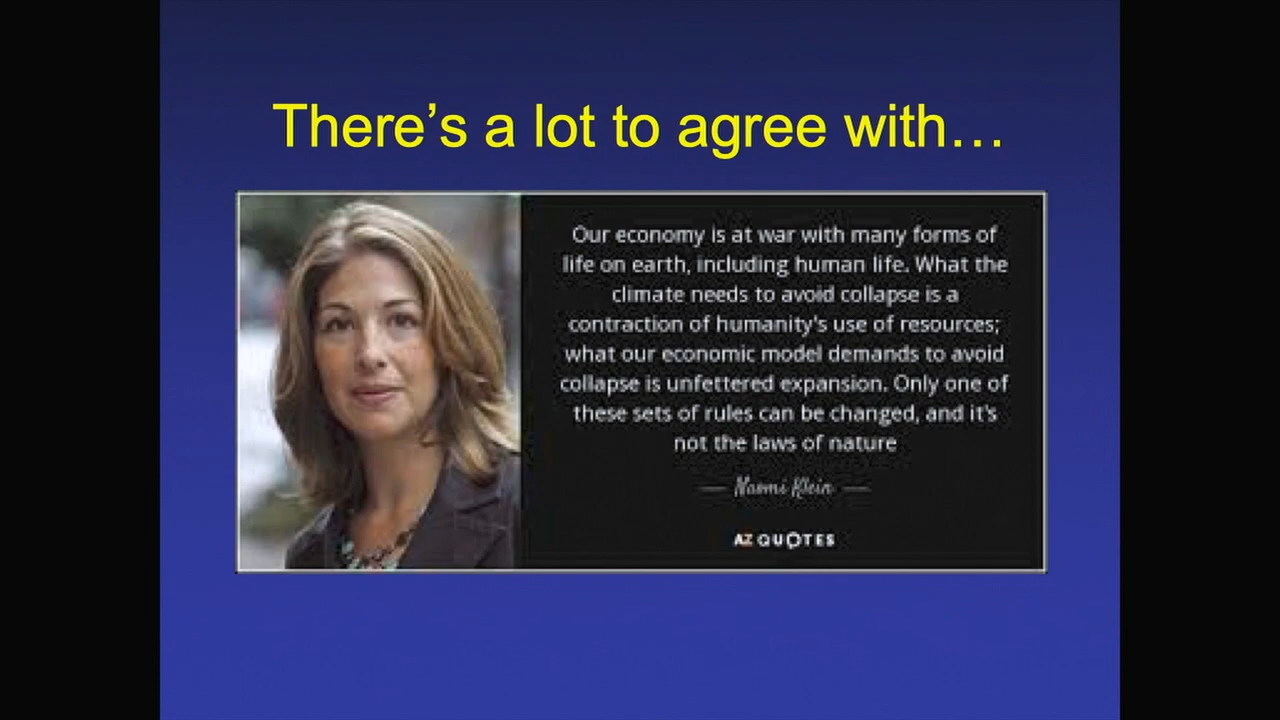 There’s a lot to agree with…
Our economy is at war with many forms of
life on earth, including human life. What the
climate needs to avoid collapse is a
contraction of humanity's use of resources;
what our economic model demands to avoid
collapse is unfettered expansion. Only one of
these sets of rules can be changed, and it's
not the laws of nature
Naomi Klein
AZ QUOTES